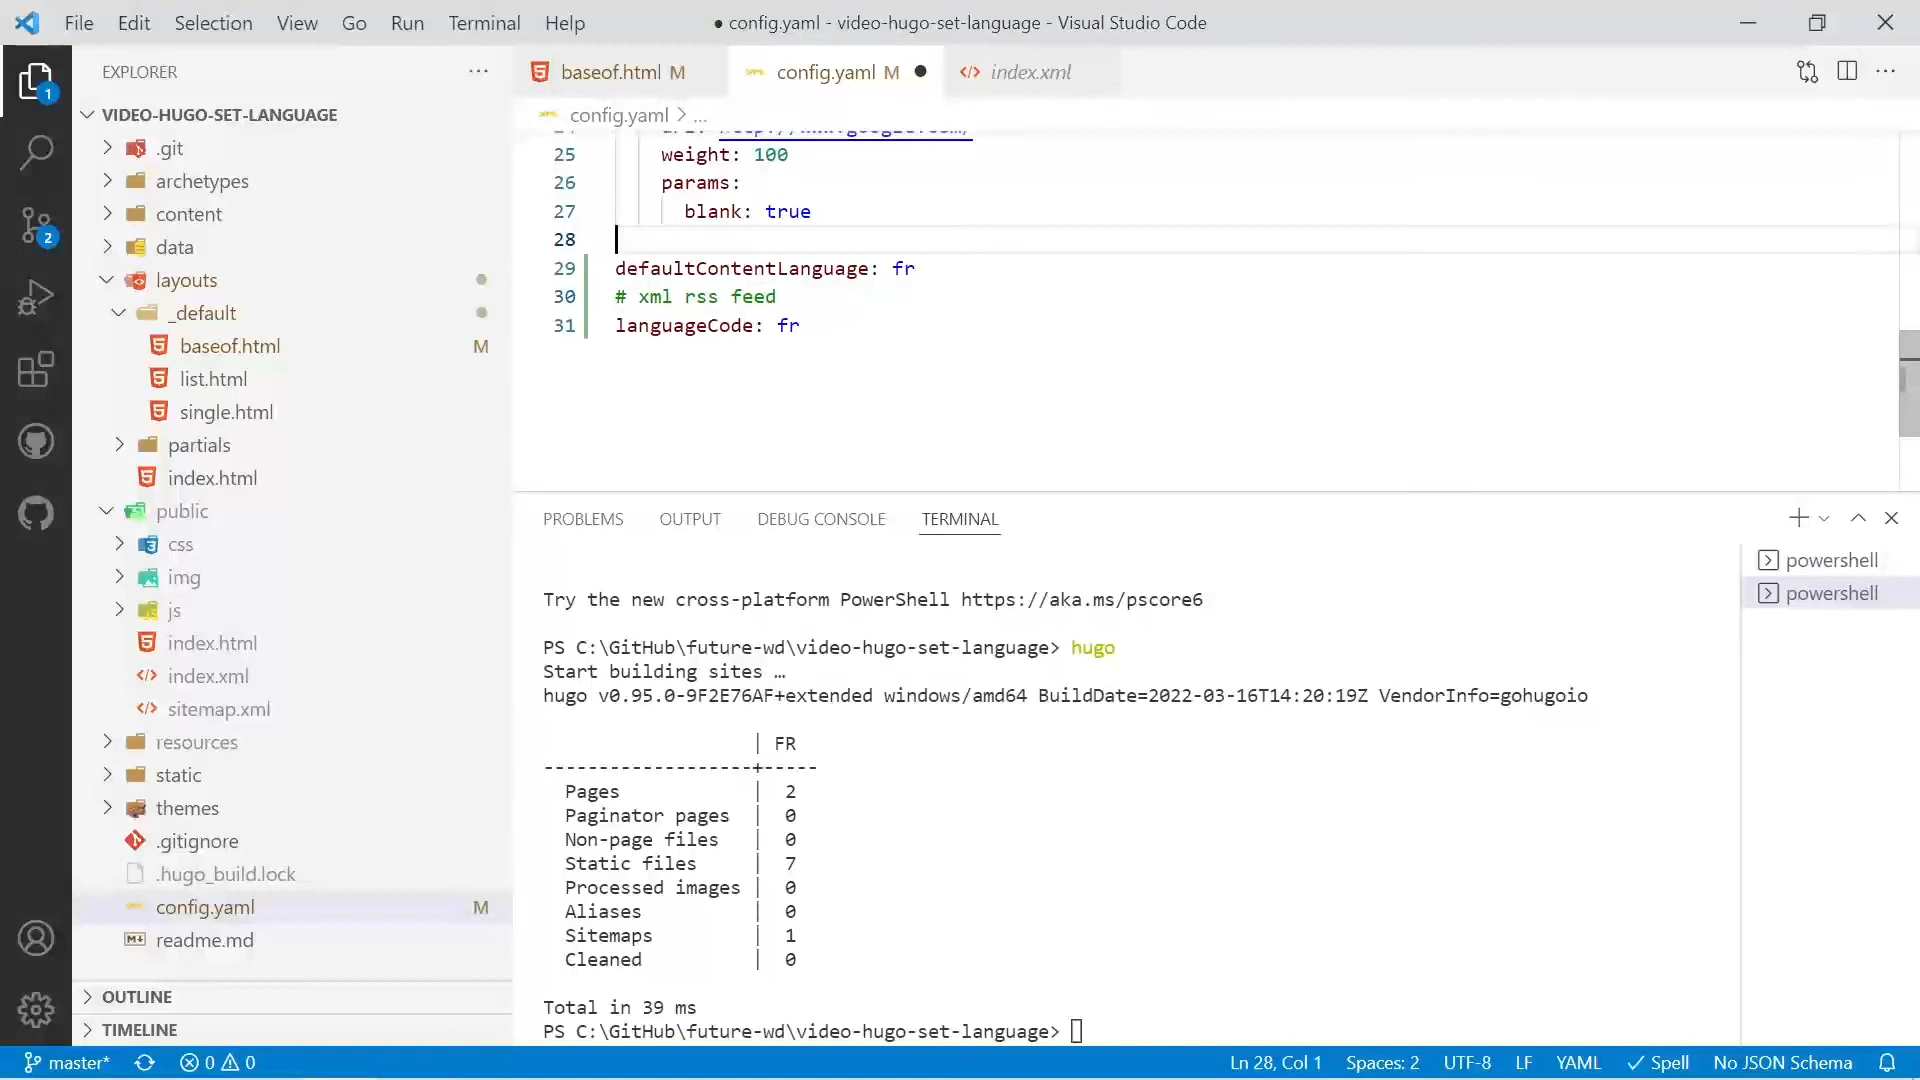 File Edit Selection View Go Run Terminal Help
● config.yaml - video-hugo-set-language - Visual Studio Code
EXPLORER
1
2
VIDEO-HUGO-SET-LANGUAGE
.git
archetypes
content
data
layouts
_default
baseof.html M
list.html
single.html
partials
index.html
public
css
img
js
index.html
index.xml
sitemap.xml
resources
static
themes
.gitignore
.hugo_build.lock
config.yaml M
readme.md
OUTLINE
TIMELINE
baseof.html M config.yaml M ● index.xml
config.yaml > ...
25 weight: 100
26 params:
27 blank: true
28
29 defaultContentLanguage: fr
30 # xml rss feed
31 languageCode: fr
PROBLEMS OUTPUT DEBUG CONSOLE TERMINAL
powershell
powershell
Try the new cross-platform PowerShell https://aka.ms/pscore6
PS C:\GitHub\future-wd\video-hugo-set-language> hugo
Start building sites …
hugo v0.95.0-9F2E76AF+extended windows/amd64 BuildDate=2022-03-16T14:20:19Z VendorInfo=gohugoio
| FR
-------------------+-----
Pages | 2
Paginator pages | 0
Non-page files | 0
Static files | 7
Processed images | 0
Aliases | 0
Sitemaps | 1
Cleaned | 0
Total in 39 ms
PS C:\GitHub\future-wd\video-hugo-set-language>
master* 0 0 Ln 28, Col 1 Spaces: 2 UTF-8 LF YAML Spell No JSON Schema